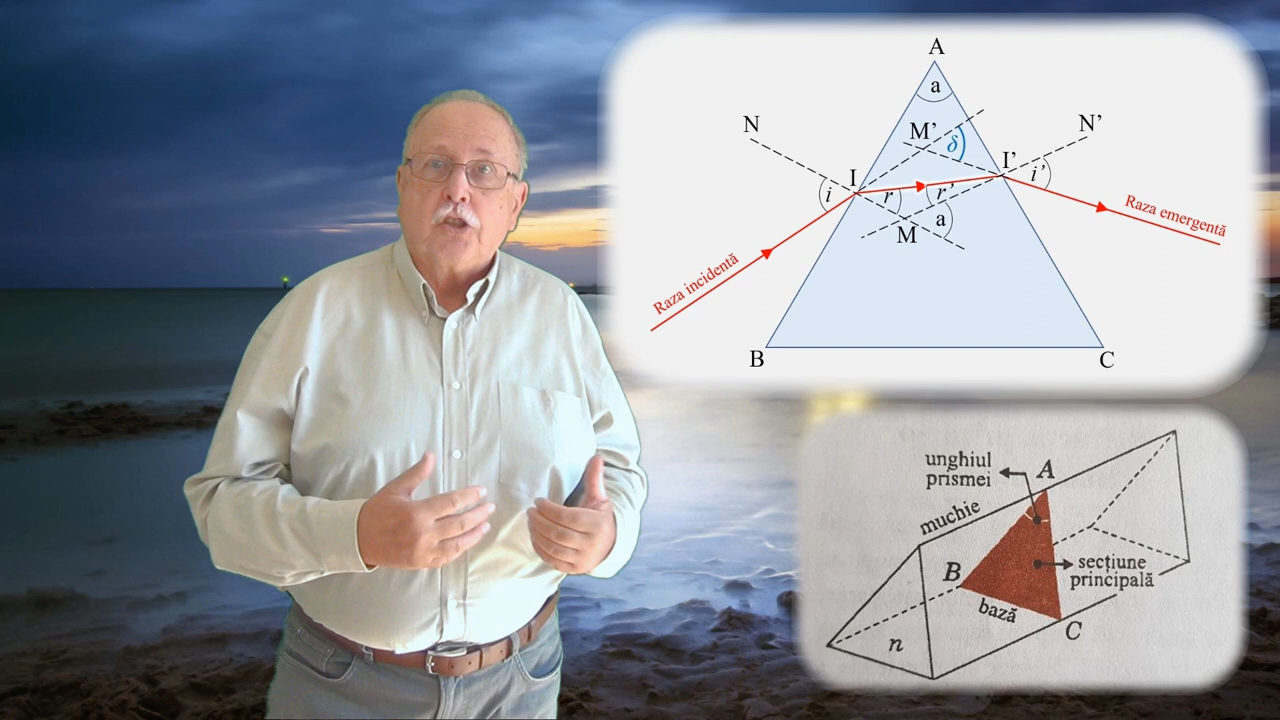 A
a
N
M’
δ
N’
I
I’
i
r
r’
i’
a
M
Raza incidentă
Raza emergentă
B
C
unghiul
prismei
A
muchie
B
secțiune
principală
bază
C
n